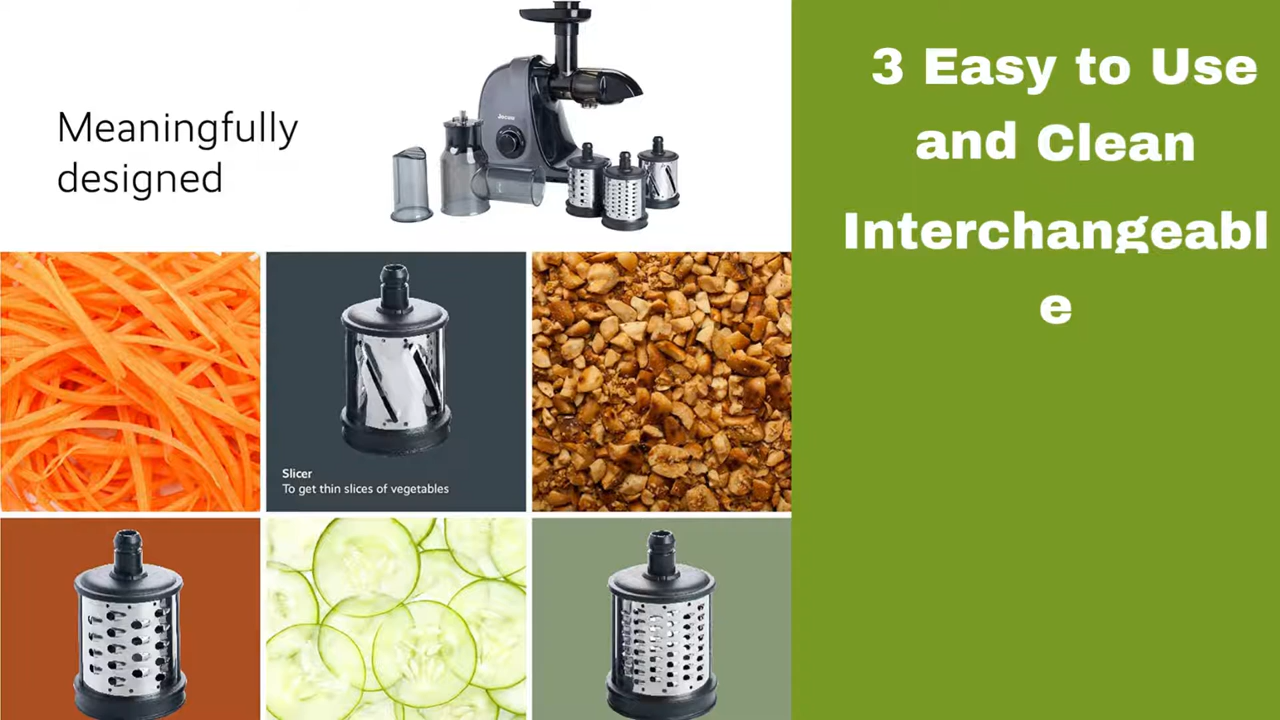 Meaningfully
designed
3 Easy to Use
and Clean
Interchangeabl
e
Slicer
To get thin slices of vegetables